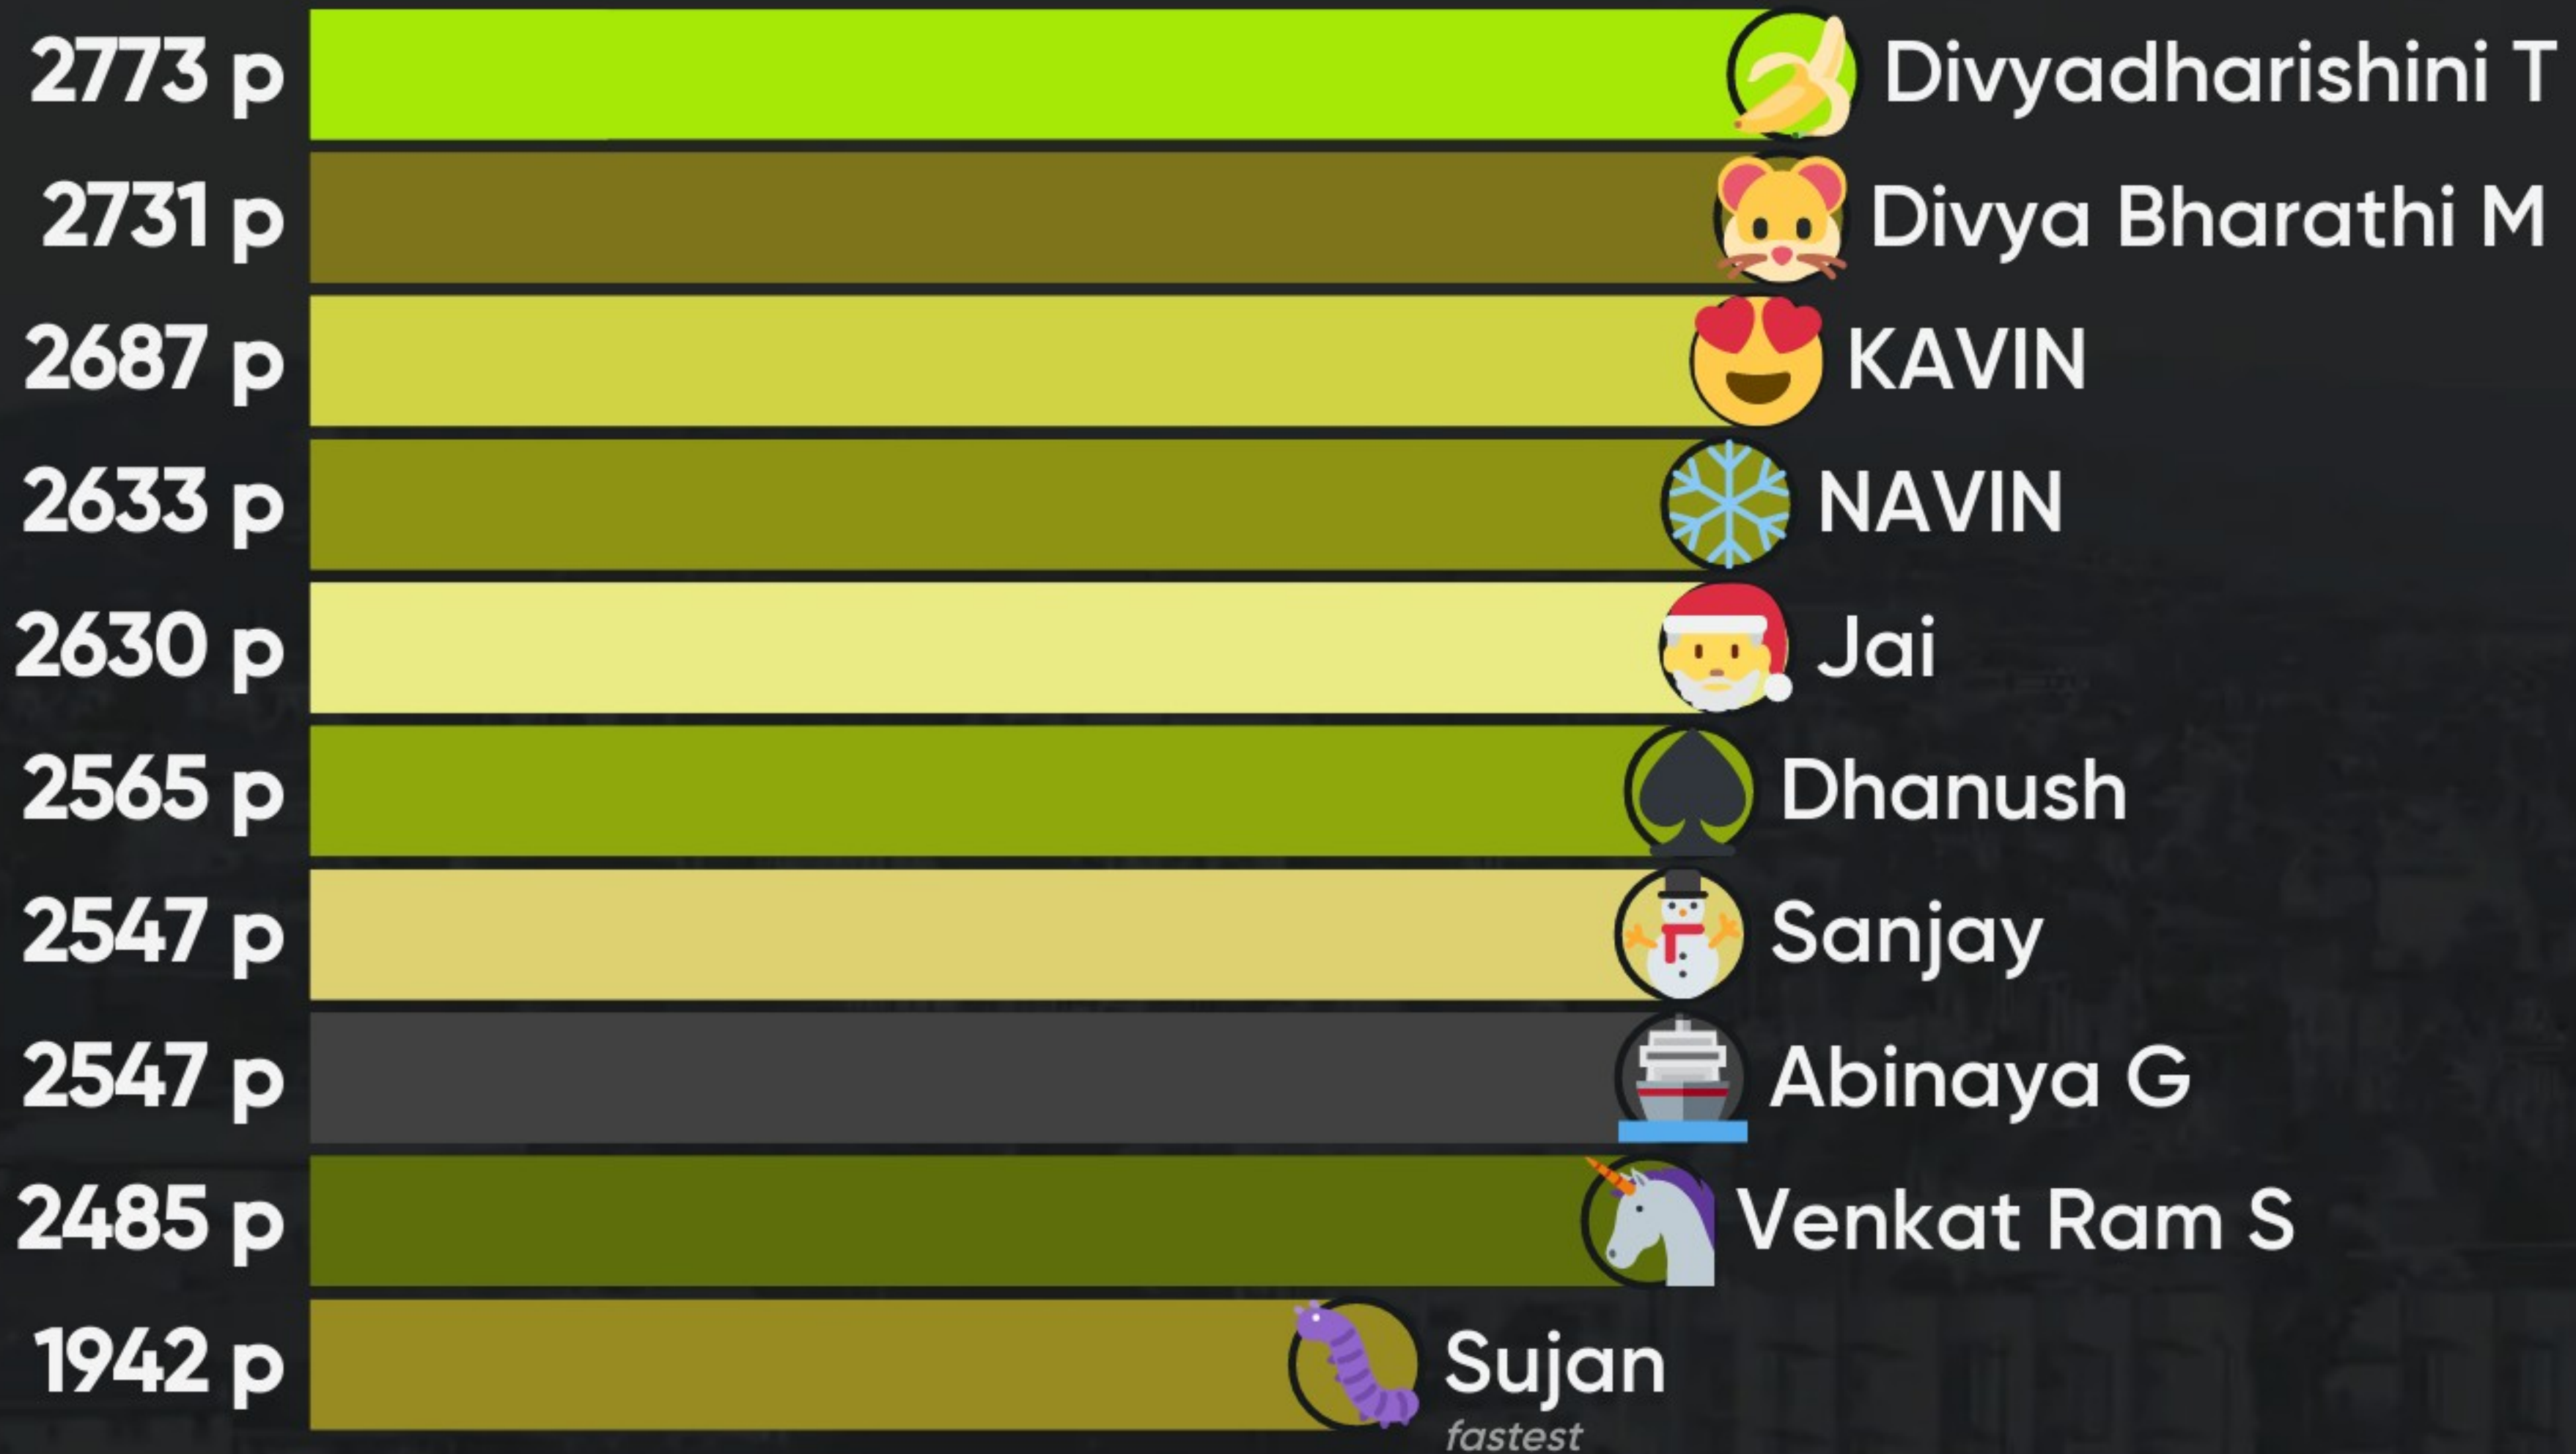 2773 p Divyadharishini T
2731 p Divya Bharathi M
2687 p KAVIN
2633 p NAVIN
2630 p Jai
2565 p Dhanush
2547 p Sanjay
2547 p Abinaya G
2485 p Venkat Ram S
1942 p Sujan
fastest